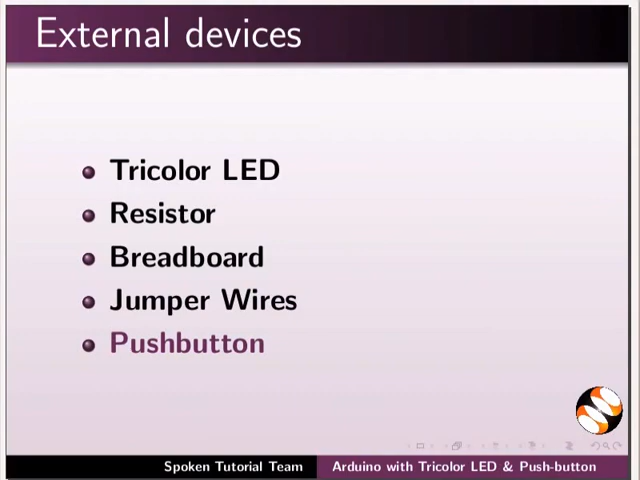 External devices
Tricolor LED
Resistor
Breadboard
Jumper Wires
Pushbutton
Spoken Tutorial Team
Arduino with Tricolor LED & Push-button